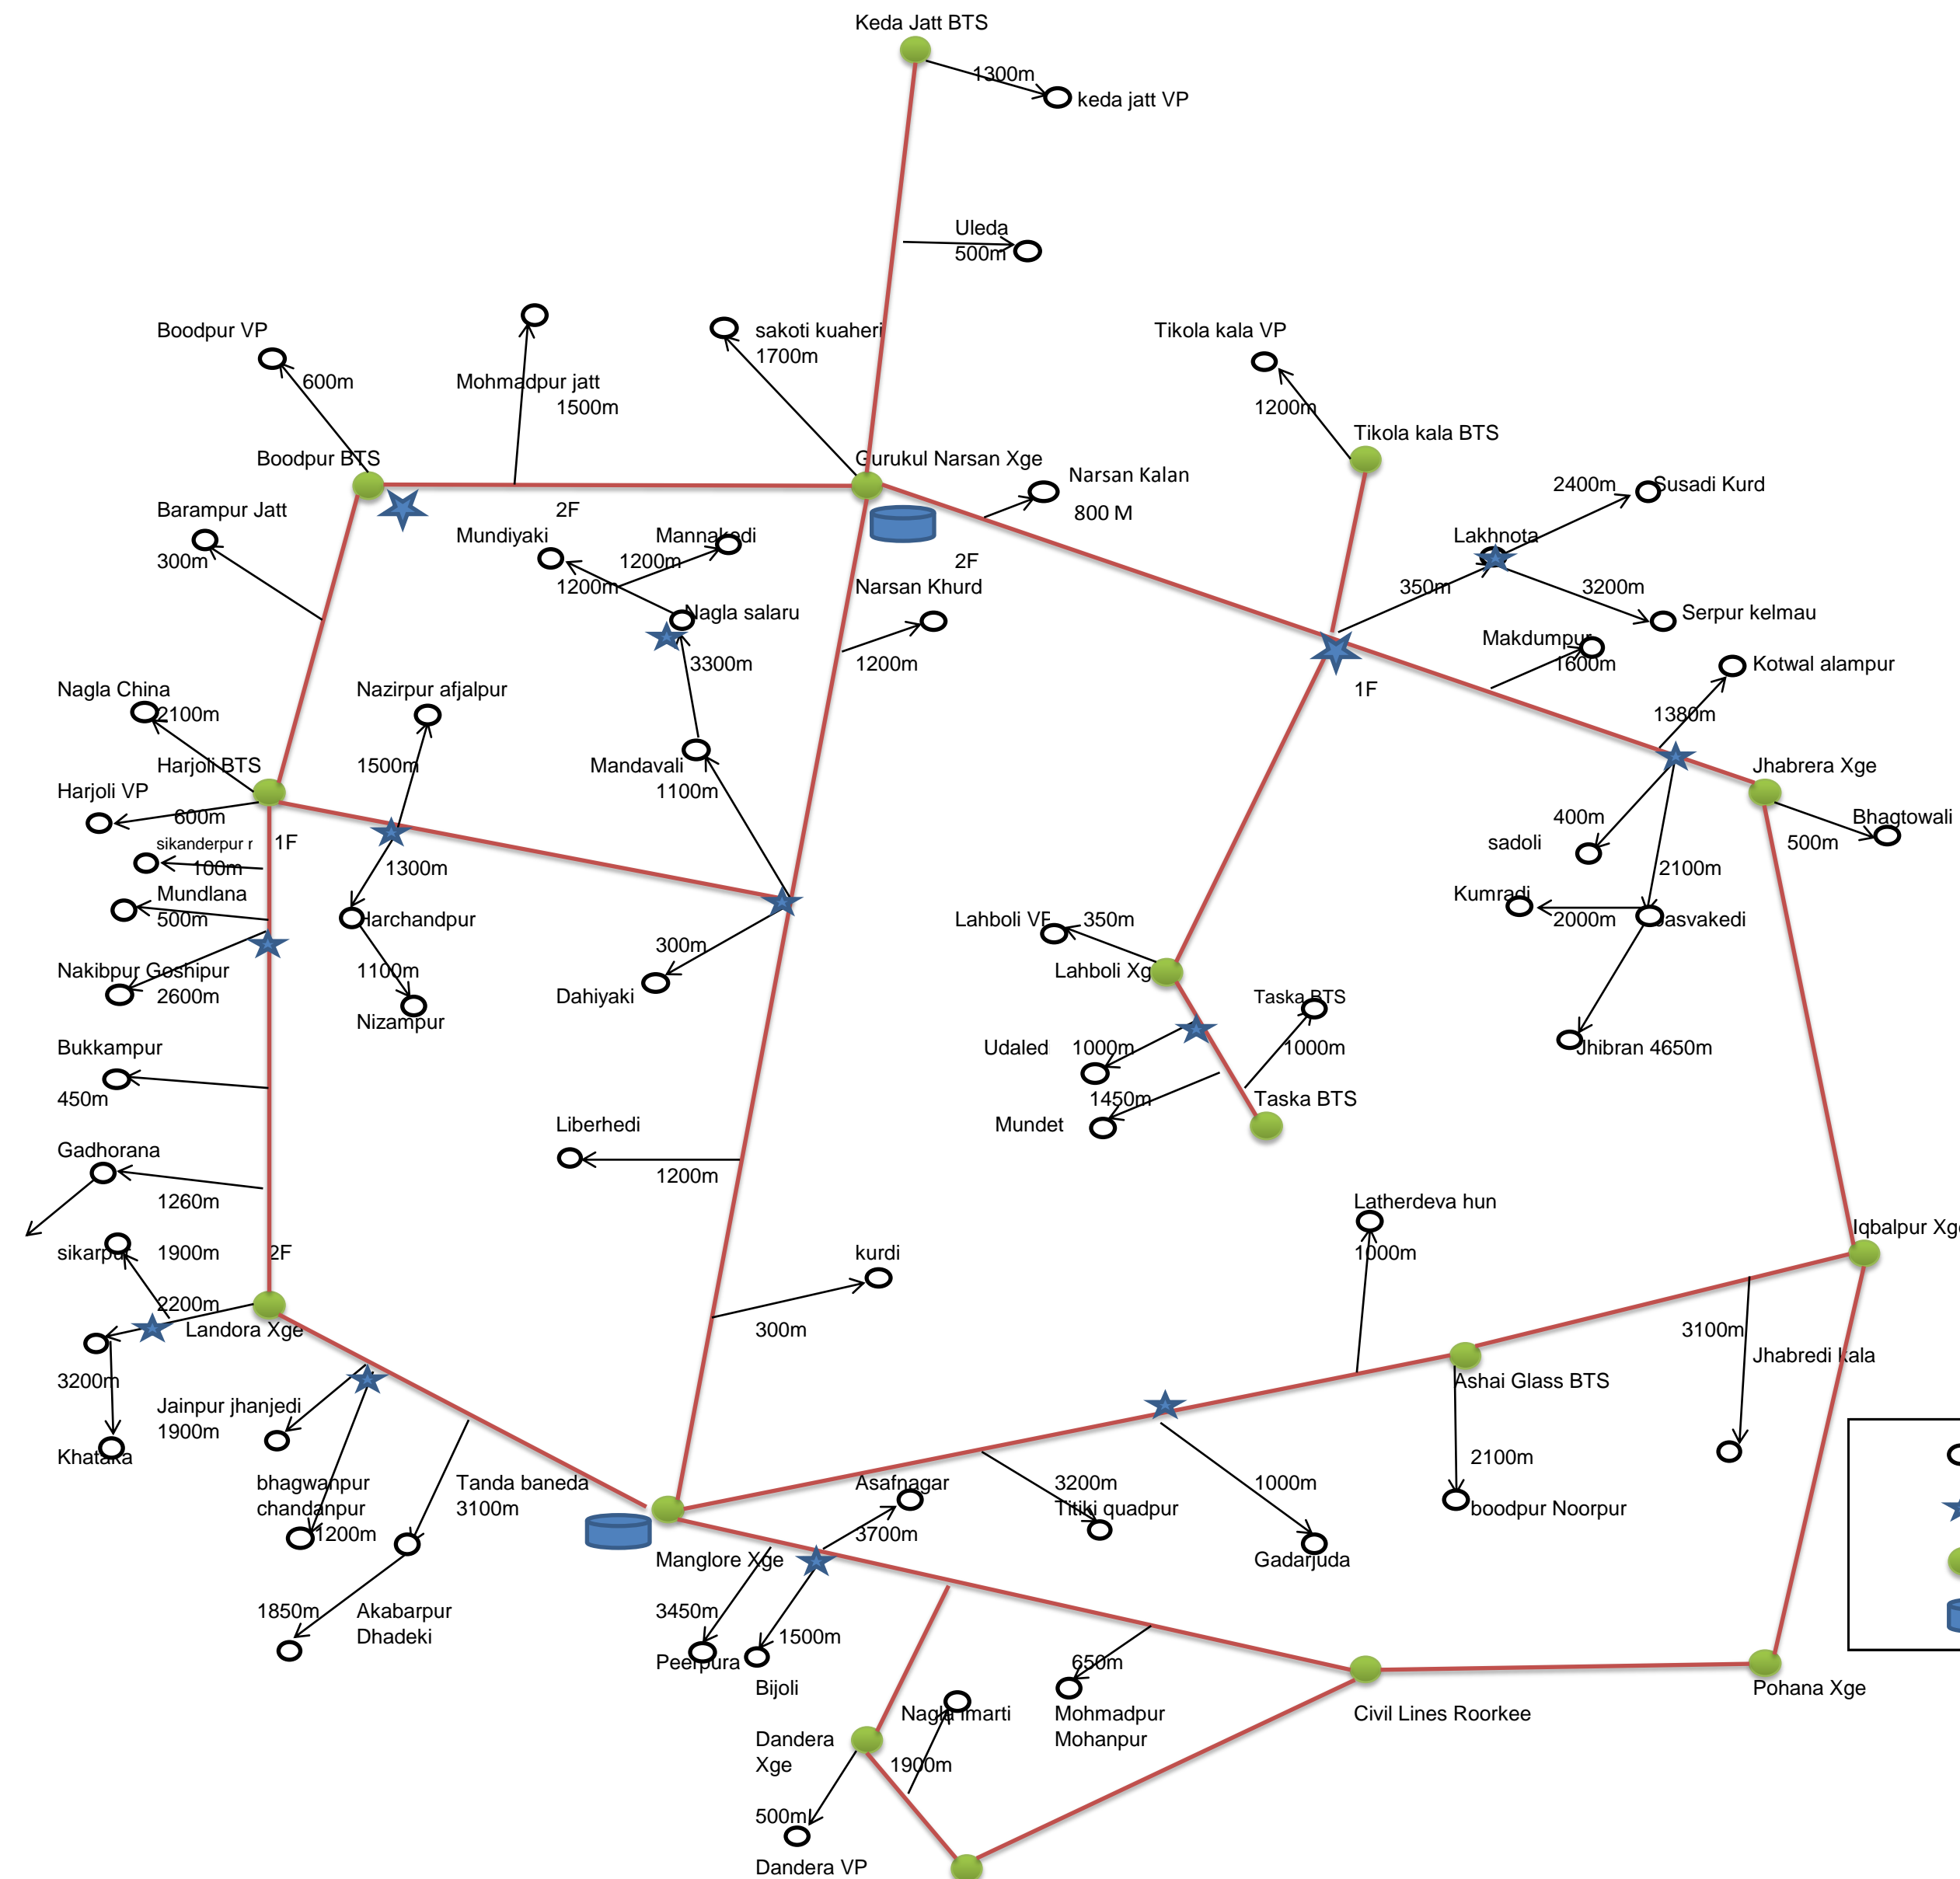 Keda Jatt BTS
1300m
keda jatt VP
Uleda
500m
Boodpur VP
600m
Mohmadpur jatt
1500m
sakoti kuaheri
1700m
Tikola kala VP
1200m
Tikola kala BTS
Boodpur BTS
Gurukul Narsan Xge
Narsan Kalan
800 M
2400m
Susadi Kurd
Barampur Jatt
300m
2F
Mundiyaki
1200m
Mannakedi
1200m
2F
Narsan Khurd
1200m
Lakhnota
350m
3200m
Serpur kelmau
Nagla salaru
3300m
Makdumpur
1600m
Kotwal alampur
1380m
1F
Nagla China
2100m
Nazirpur afjalpur
1500m
Harjoli BTS
Mandavali
1100m
Jhabrera Xge
Harjoli VP
600m
sikanderpur r
100m
1F
1300m
400m
sadoli
Bhagtowali
500m
2100m
Mundlana
500m
Harchandpur
Kumradi
2000m
Jasvakedi
Lahboli VF
350m
300m
Nakibpur Goshipur
2600m
1100m
Nizampur
Dahiyaki
Lahboli Xg
Taska BTS
1000m
Bukkampur
450m
Udaled
1000m
1450m
Jhibran 4650m
Mundet
Taska BTS
Liberhedi
1200m
Gadhorana
1260m
Latherdeva hun
1000m
Iqbalpur Xge
sikarpur
1900m
2F
kurdi
300m
2200m
Landora Xge
3100m
Jhabredi kala
3200m
Ashai Glass BTS
Jainpur jhanjedi
1900m
Khataka
bhagwanpur
chandanpur
1200m
Tanda baneda
3100m
Asafnagar
3700m
3200m
Titiki quadpur
1000m
2100m
boodpur Noorpur
Manglore Xge
Gadarjuda
1850m
Akabarpur
Dhadeki
3450m
Peerpura
1500m
Bijoli
650m
Mohmadpur
Mohanpur
Nagla imarti
1900m
Civil Lines Roorkee
Pohana Xge
Dandera
Xge
500m
Dandera VP